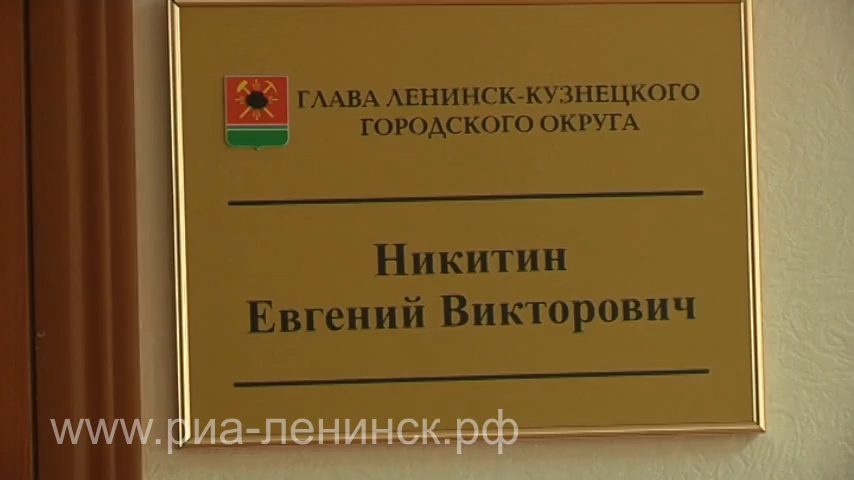 ГЛАВА ЛЕНИНСК-КУЗНЕЦКОГО
ГОРОДСКОГО ОКРУГА
Никитин
Евгений Викторович
www.риа-ленинск.рф